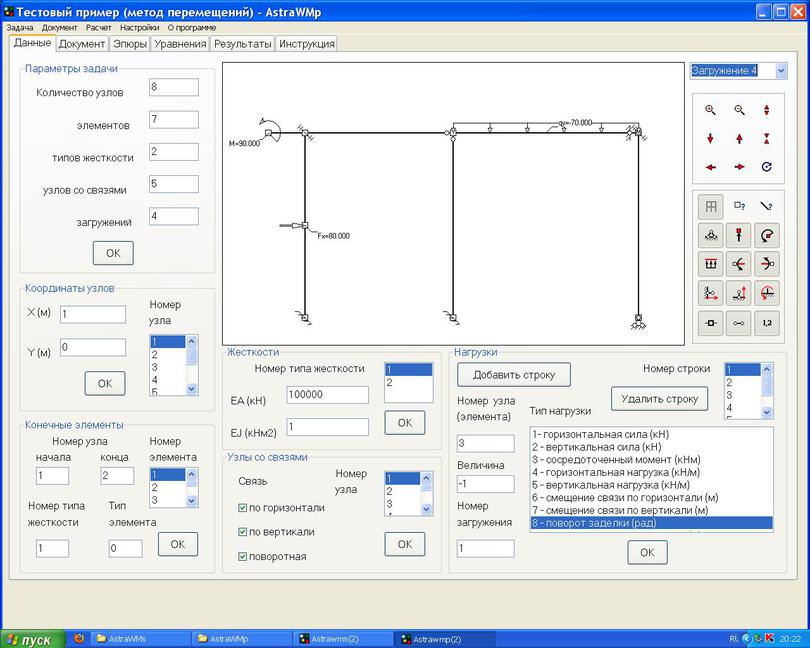 Тестовый пример (метод перемещений) - AstraWMp
Задача Документ Расчет Настройки О программе
Данные Документ Эпюры Уравнения Результаты Инструкция
Параметры задачи
Количество узлов 8
элементов 7
типов жесткости 2
узлов со связями 5
загружений 4
OK
Координаты узлов
X (м) 1
Y (м) 0
Номер узла
1
2
3
4
5
OK
Конечные элементы
Номер узла
начала конца
1 2
Номер элемента
1
2
3
Номер типа жесткости
1
Тип элемента
0
OK
M=90.000
Fx=80.000
qy=-70.000
Жесткости
Номер типа жесткости
1
2
EA (кН) 100000
EJ (кНм2) 1
OK
Узлы со связями
Связь
по горизонтали
по вертикали
поворотная
Номер узла
1
2
3
4
OK
Загружение 4
1,2
Нагрузки
Добавить строку
Номер строки
1
2
3
4
Удалить строку
Номер узла (элемента)
3
Величина
-1
Номер загружения
1
Тип нагрузки
1- горизонтальная сила (кН)
2 - вертикальная сила (кН)
3 - сосредоточенный момент (кНм)
4 - горизонтальная нагрузка (кН/м)
5 - вертикальная нагрузка (кН/м)
6 - смещение связи по горизонтали (м)
7 - смещение связи по вертикали (м)
8 - поворот заделки (рад)
OK
пуск
AstraWMs
AstraWMp
Astrawms(2)
Astrawmp(2)
RL
20:22